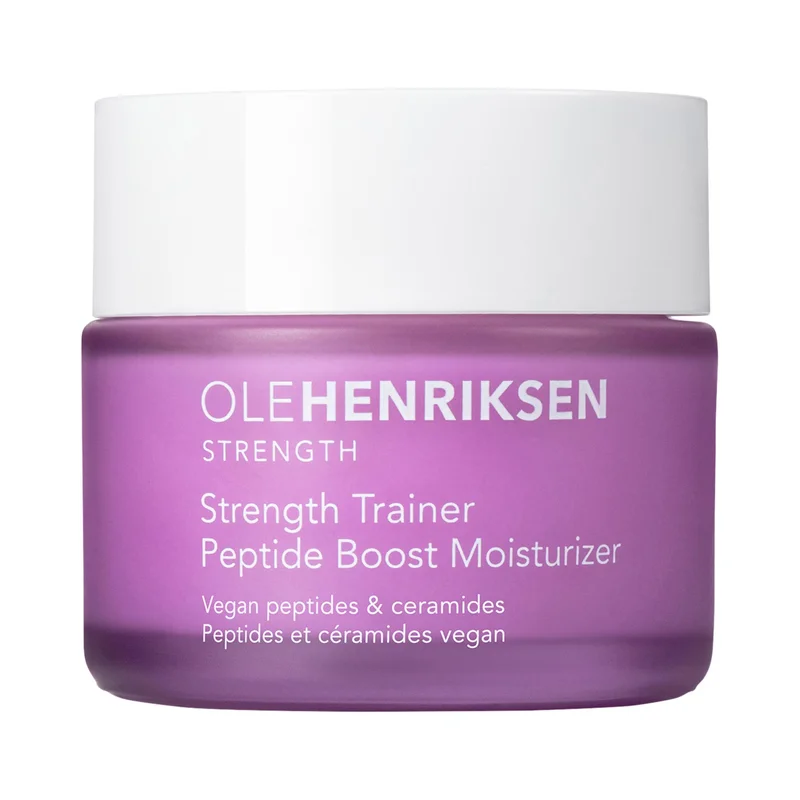 OLEHENRIKSEN
STRENGTH
Strength Trainer
Peptide Boost Moisturizer
Vegan peptides & ceramides
Peptides et céramides vegan